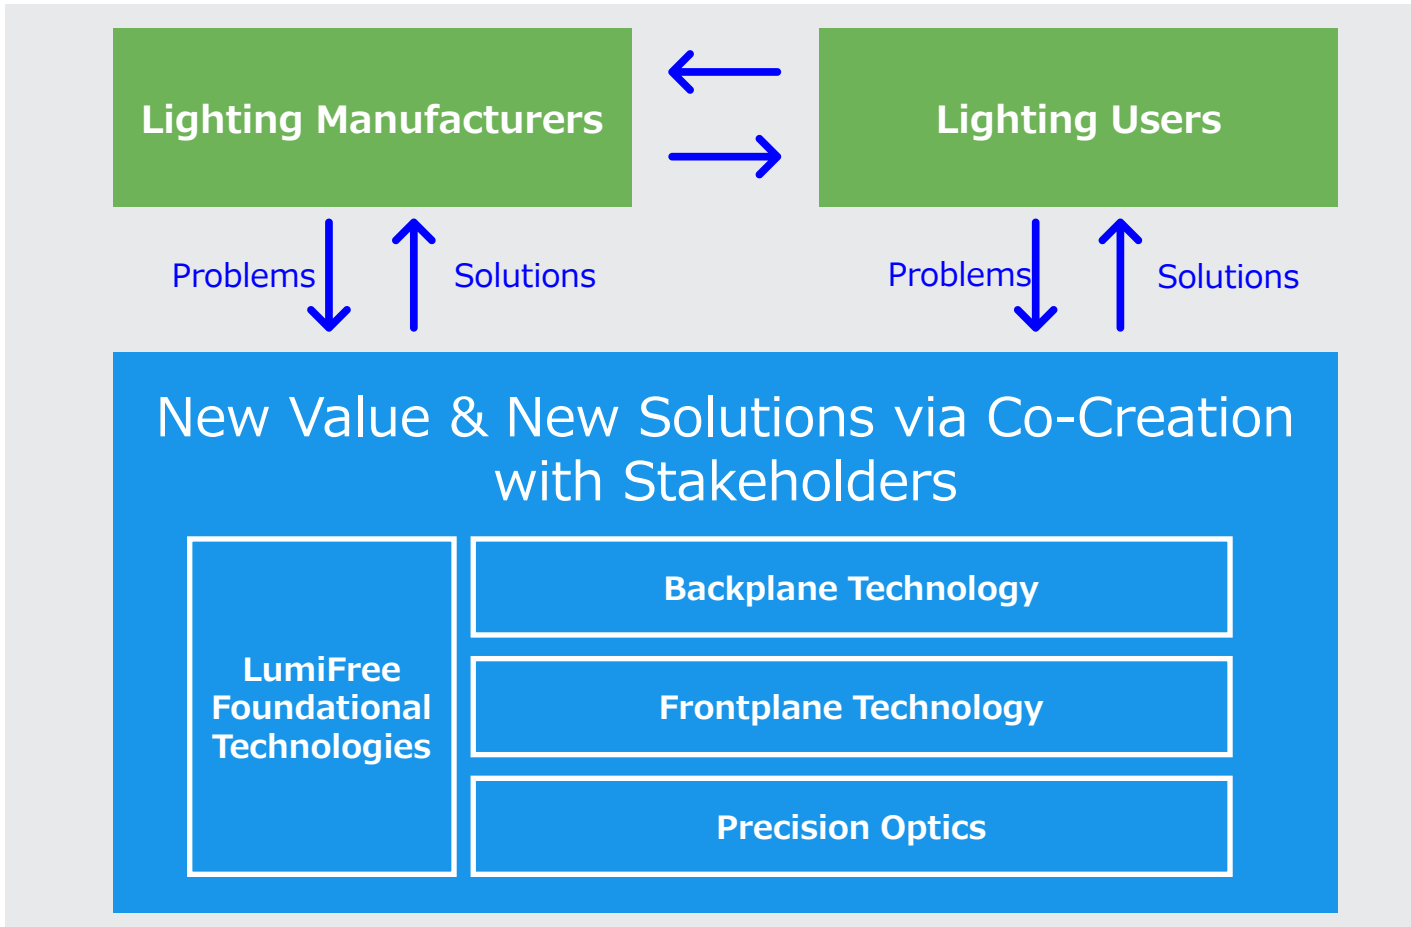 Lighting Manufacturers
Lighting Users
Problems
Solutions
Problems
Solutions
New Value & New Solutions via Co-Creation
with Stakeholders
LumiFree
Foundational
Technologies
Backplane Technology
Frontplane Technology
Precision Optics